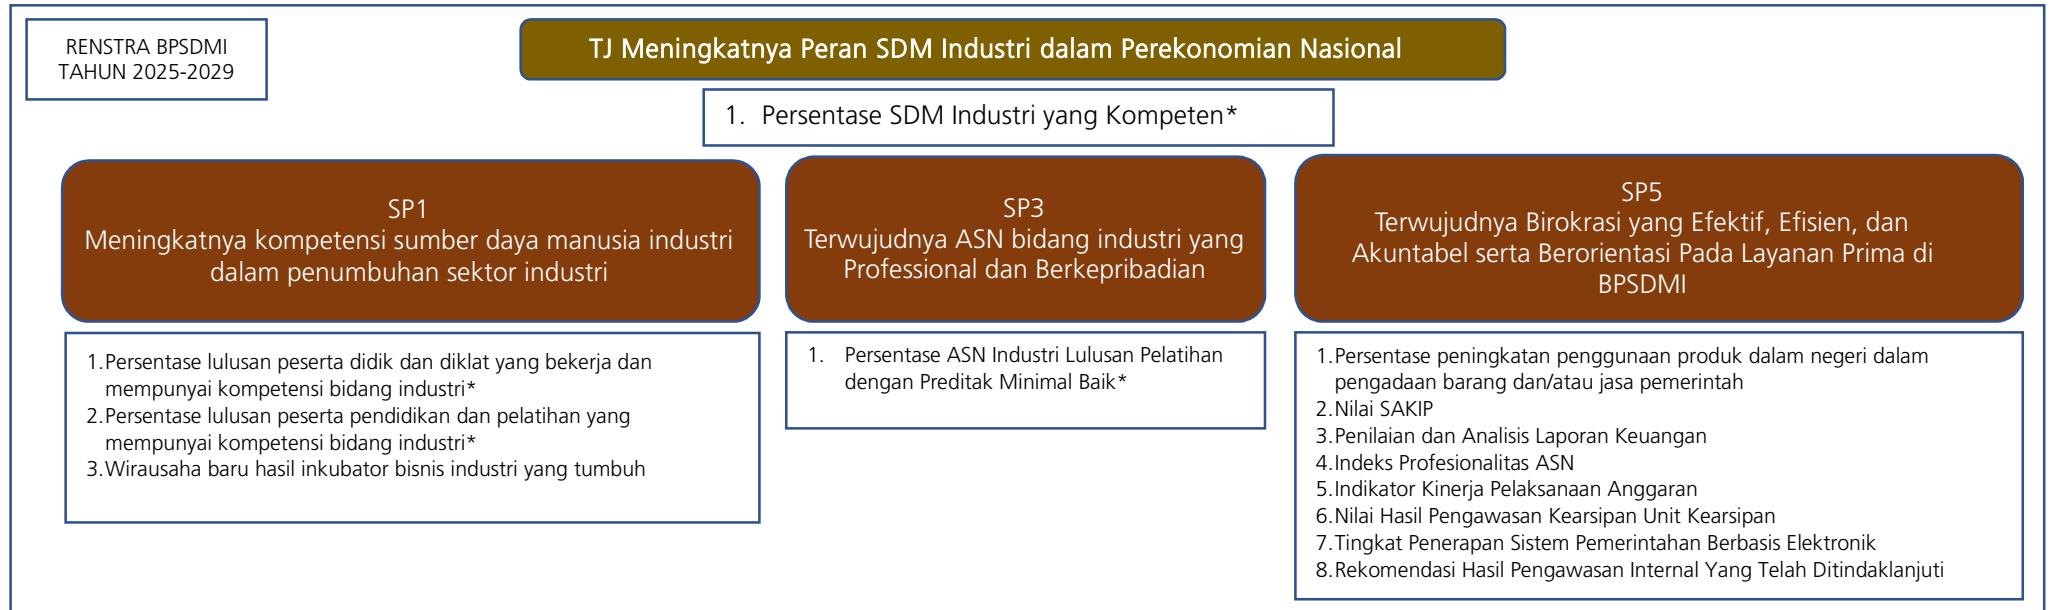 RENSTRA BPSDMI
TAHUN 2025-2029
TJ Meningkatnya Peran SDM Industri dalam Perekonomian Nasional
1. Persentase SDM Industri yang Kompeten*
SP1
Meningkatnya kompetensi sumber daya manusia industri
dalam penumbuhan sektor industri
1.Persentase lulusan peserta didik dan diklat yang bekerja dan
mempunyai kompetensi bidang industri*
2.Persentase lulusan peserta pendidikan dan pelatihan yang
mempunyai kompetensi bidang industri*
3.Wirausaha baru hasil inkubator bisnis industri yang tumbuh
SP3
Terwujudnya ASN bidang industri yang
Professional dan Berkepribadian
1. Persentase ASN Industri Lulusan Pelatihan
dengan Preditak Minimal Baik*
SP5
Terwujudnya Birokrasi yang Efektif, Efisien, dan
Akuntabel serta Berorientasi Pada Layanan Prima di
BPSDMI
1.Persentase peningkatan penggunaan produk dalam negeri dalam
pengadaan barang dan/atau jasa pemerintah
2.Nilai SAKIP
3.Penilaian dan Analisis Laporan Keuangan
4.Indeks Profesionalitas ASN
5.Indikator Kinerja Pelaksanaan Anggaran
6.Nilai Hasil Pengawasan Kearsipan Unit Kearsipan
7.Tingkat Penerapan Sistem Pemerintahan Berbasis Elektronik
8.Rekomendasi Hasil Pengawasan Internal Yang Telah Ditindaklanjuti